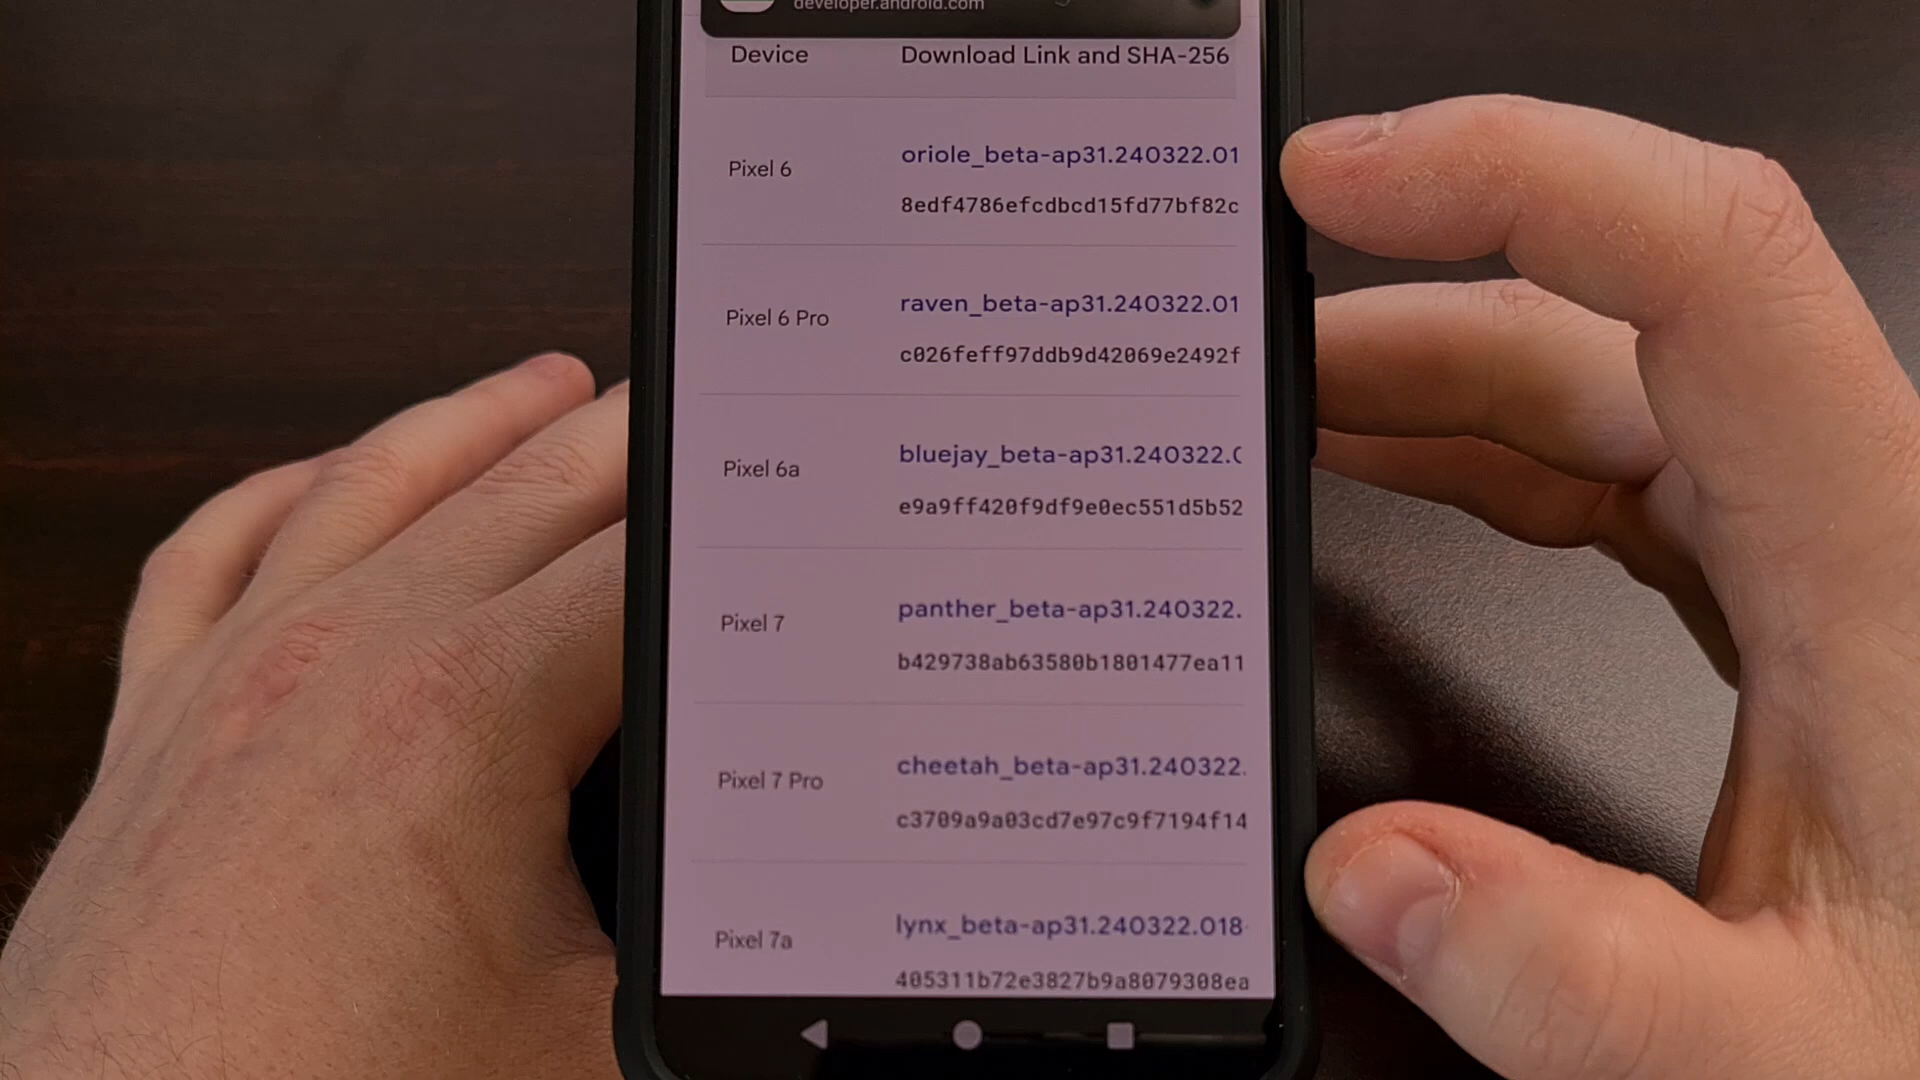 developer.android.com
Device Download Link and SHA-256
Pixel 6
oriole_beta-ap31.240322.01
8edf4786efcdbcd15fd77bf82c
Pixel 6 Pro
raven_beta-ap31.240322.01
c026feff97ddb9d42069e2492f
Pixel 6a
bluejay_beta-ap31.240322.
e9a9ff420f9df9e0ec551d5b52
Pixel 7
panther_beta-ap31.240322.
b429738ab63580b1801477ea11
Pixel 7 Pro
cheetah_beta-ap31.240322.
c3709a9a03cd7e97c9f7194f14
Pixel 7a
lynx_beta-ap31.240322.018
405311b72e3827b9a8079308ea